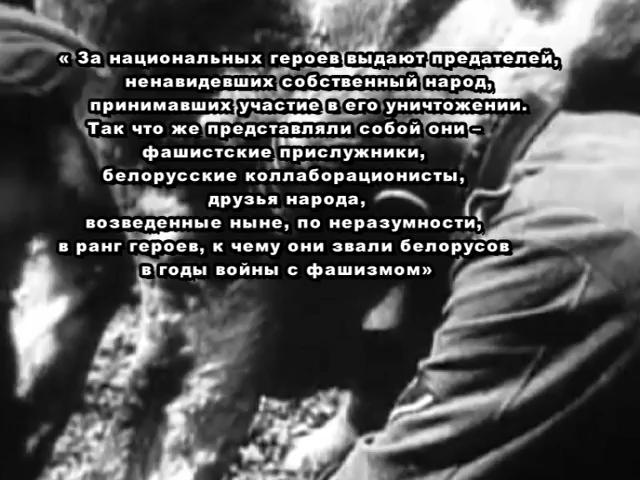 « За национальных героев выдают предателей,
ненавидевших собственный народ,
принимавших участие в его уничтожении.
Так что же представляли собой они –
фашистские прислужники,
белорусские коллаборационисты,
друзья народа,
возведенные ныне, по неразумности,
в ранг героев, к чему они звали белорусов
в годы войны с фашизмом»